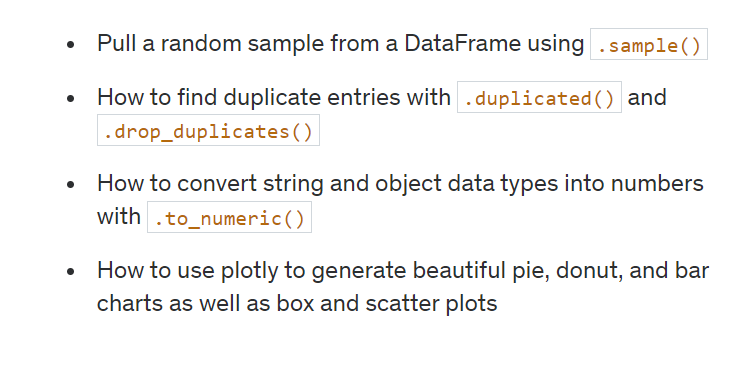 Pull a random sample from a DataFrame using .sample()
How to find duplicate entries with .duplicated() and
.drop_duplicates()
How to convert string and object data types into numbers
with .to_numeric()
How to use plotly to generate beautiful pie, donut, and bar
charts as well as box and scatter plots